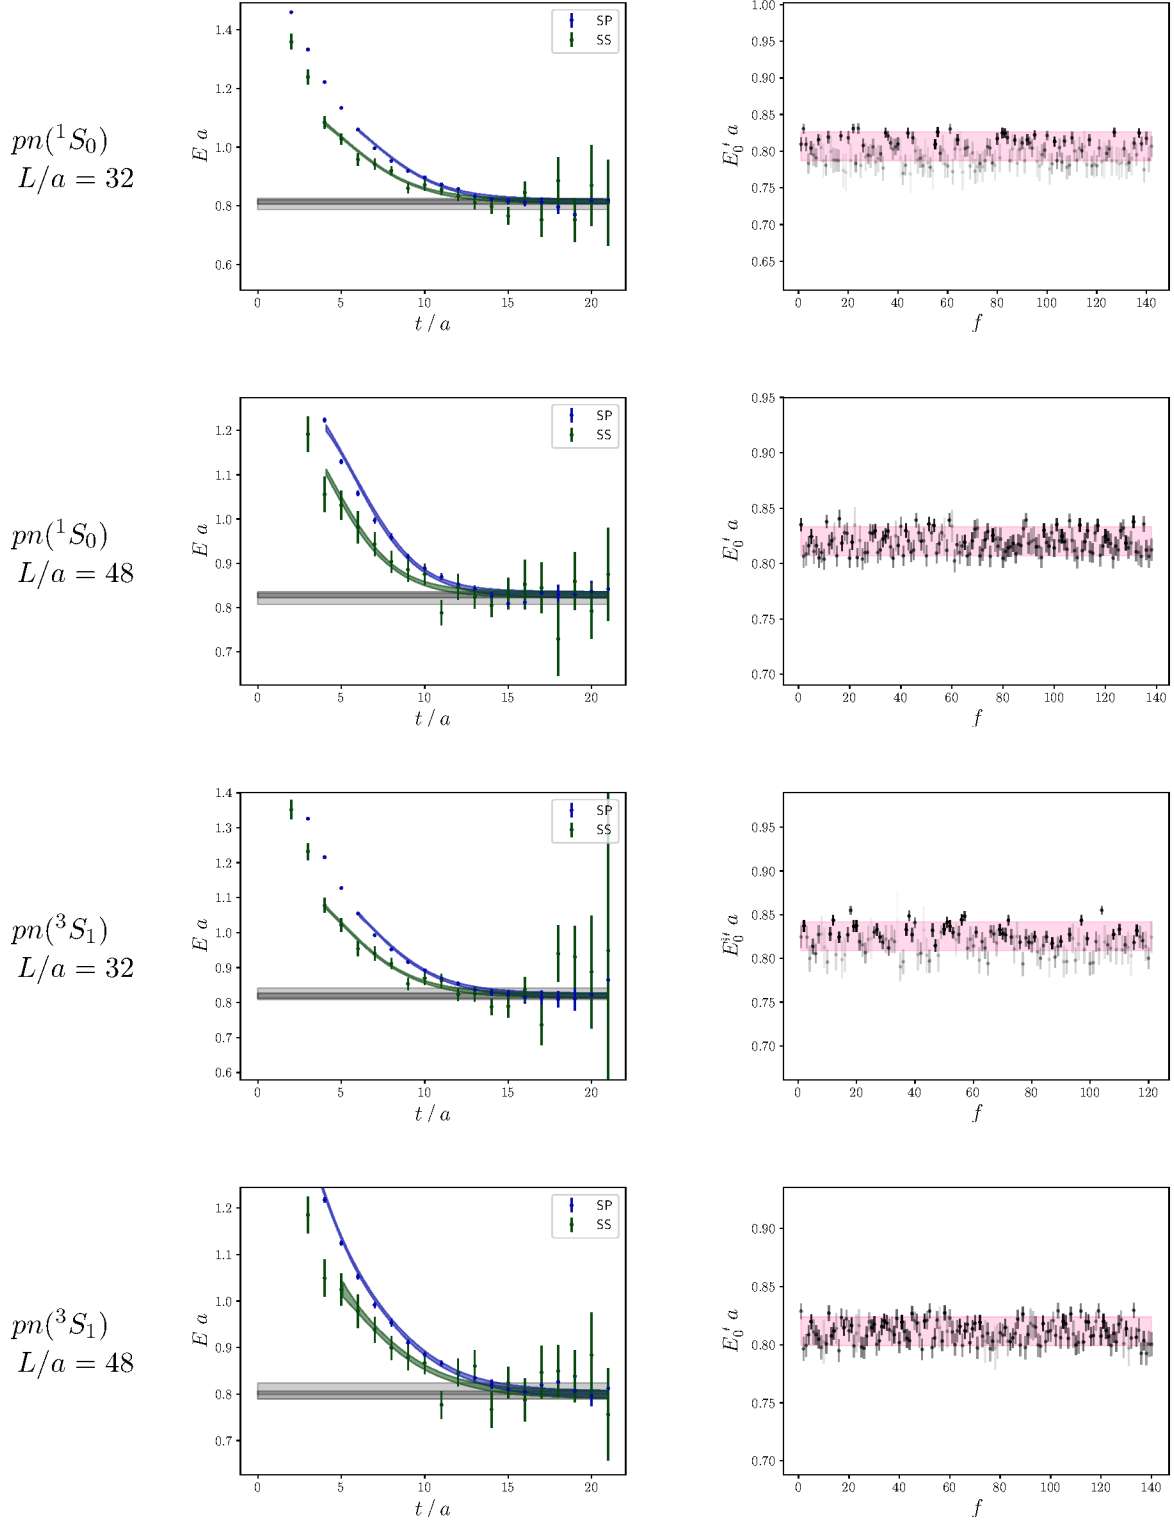 pn(¹S₀)
L/a = 32
E a
1.4
1.2
1.0
0.8
0.6
SP
SS
0 5 10 15 20
t / a
E₀ᶠ a
1.00
0.95
0.90
0.85
0.80
0.75
0.70
0.65
0 20 40 60 80 100 120 140
f
pn(¹S₀)
L/a = 48
E a
1.2
1.1
1.0
0.9
0.8
0.7
SP
SS
0 5 10 15 20
t / a
E₀ᶠ a
0.95
0.90
0.85
0.80
0.75
0.70
0 20 40 60 80 100 120 140
f
pn(³S₁)
L/a = 32
E a
1.4
1.3
1.2
1.1
1.0
0.9
0.8
0.7
0.6
SP
SS
0 5 10 15 20
t / a
E₀ᶠ a
0.95
0.90
0.85
0.80
0.75
0.70
0 20 40 60 80 100 120
f
pn(³S₁)
L/a = 48
E a
1.2
1.1
1.0
0.9
0.8
0.7
SP
SS
0 5 10 15 20
t / a
E₀ᶠ a
0.90
0.85
0.80
0.75
0.70
0 20 40 60 80 100 120 140
f